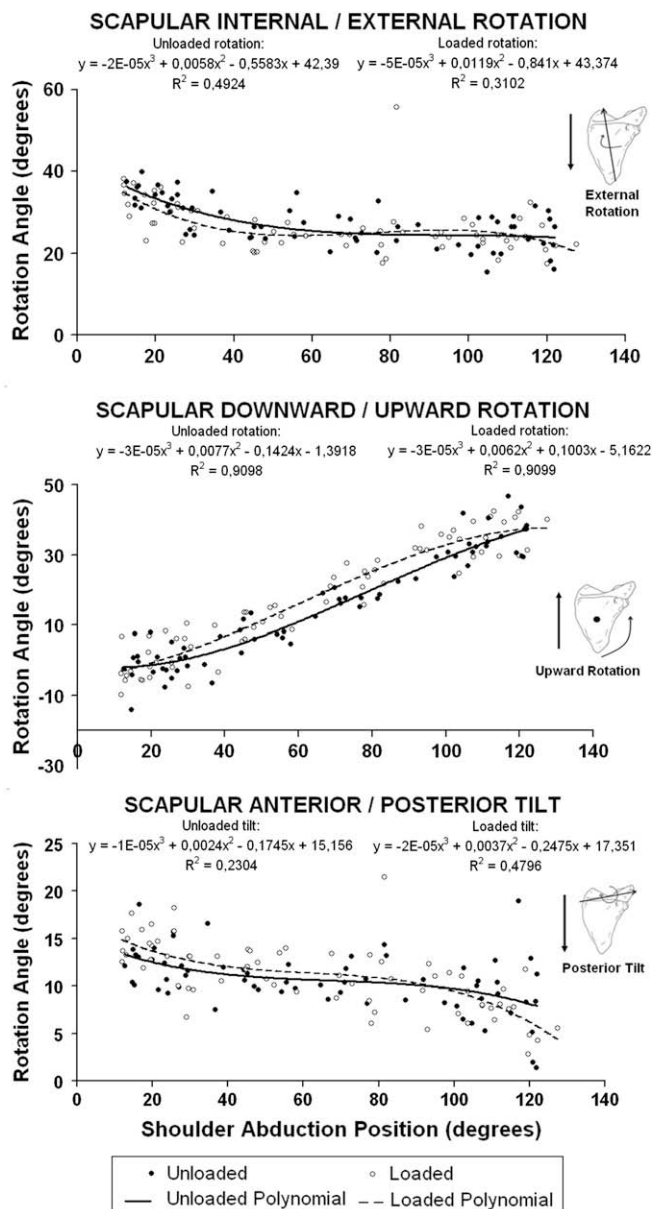 SCAPULAR INTERNAL / EXTERNAL ROTATION
Unloaded rotation:
y = -2E-05x³ + 0,0058x² - 0,5583x + 42,39
R² = 0,4924
Loaded rotation:
y = -5E-05x³ + 0,0119x² - 0,841x + 43,374
R² = 0,3102
Rotation Angle (degrees)
60
40
20
0
0 20 40 60 80 100 120 140
External
Rotation
SCAPULAR DOWNWARD / UPWARD ROTATION
Unloaded rotation:
y = -3E-05x³ + 0,0077x² - 0,1424x - 1,3918
R² = 0,9098
Loaded rotation:
y = -3E-05x³ + 0,0062x² + 0,1003x - 5,1622
R² = 0,9099
Rotation Angle (degrees)
50
30
10
-10
-30
0 20 40 60 80 100 120 140
Upward Rotation
SCAPULAR ANTERIOR / POSTERIOR TILT
Unloaded tilt:
y = -1E-05x³ + 0,0024x² - 0,1745x + 15,156
R² = 0,2304
Loaded tilt:
y = -2E-05x³ + 0,0037x² - 0,2475x + 17,351
R² = 0,4796
Rotation Angle (degrees)
25
20
15
10
5
0
0 20 40 60 80 100 120 140
Posterior Tilt
Shoulder Abduction Position (degrees)
Unloaded
Loaded
Unloaded Polynomial
Loaded Polynomial